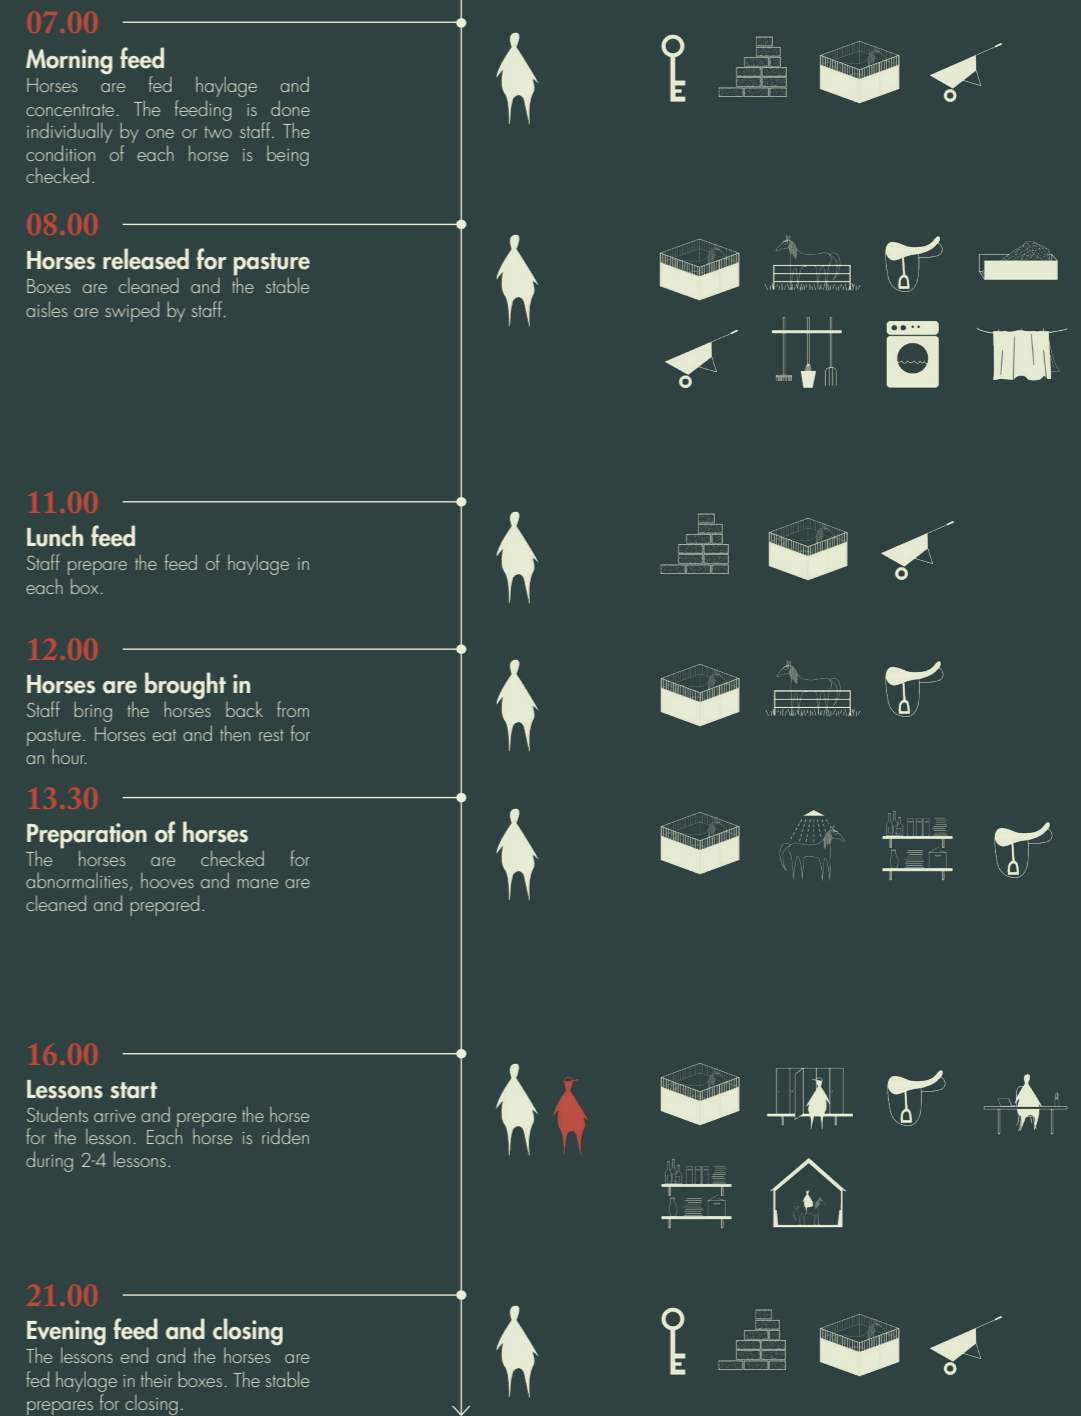 07.00
Morning feed
Horses are fed haylage and
concentrate. The feeding is done
individually by one or two staff. The
condition of each horse is being
checked.
08.00
Horses released for pasture
Boxes are cleaned and the stable
aisles are swiped by staff.
11.00
Lunch feed
Staff prepare the feed of haylage in
each box.
12.00
Horses are brought in
Staff bring the horses back from
pasture. Horses eat and then rest for
an hour.
13.30
Preparation of horses
The horses are checked for
abnormalities, hooves and mane are
cleaned and prepared.
16.00
Lessons start
Students arrive and prepare the horse
for the lesson. Each horse is ridden
during 2-4 lessons.
21.00
Evening feed and closing
The lessons end and the horses are
fed haylage in their boxes. The stable
prepares for closing.